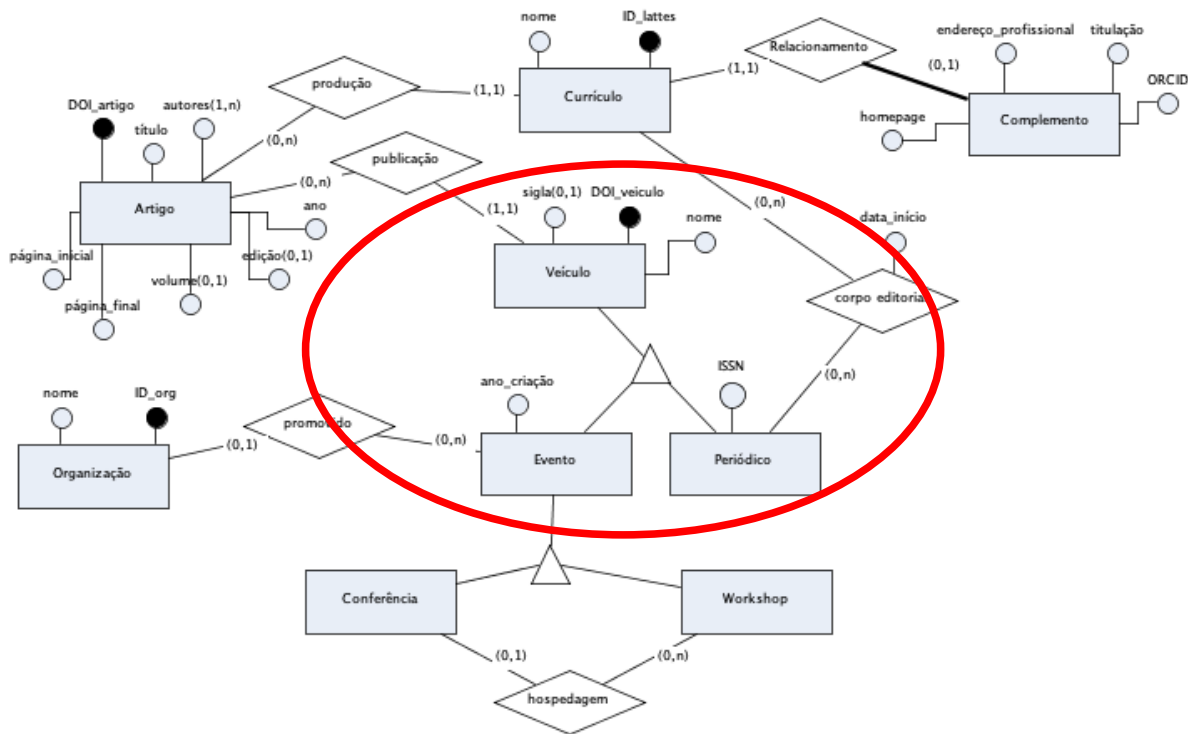 nome
ID_lattes
endereço_profissional
titulação
Relacionamento
(0,1)
(1,1)
ORCID
produção
(1,1)
Currículo
DOI_artigo
autores(1,n)
título
(0,n)
homepage
Complemento
publicação
(0,n)
sigla(0,1)
DOI_veiculo
(0,n)
Artigo
ano
(1,1)
nome
data_início
página_inicial
edição(0,1)
Veículo
volume(0,1)
página_final
corpo editorial
ISSN
(0,n)
ano_criação
nome
ID_org
promovido
(0,1)
(0,n)
Organização
Evento
Periódico
Conferência
Workshop
(0,1)
(0,n)
hospedagem